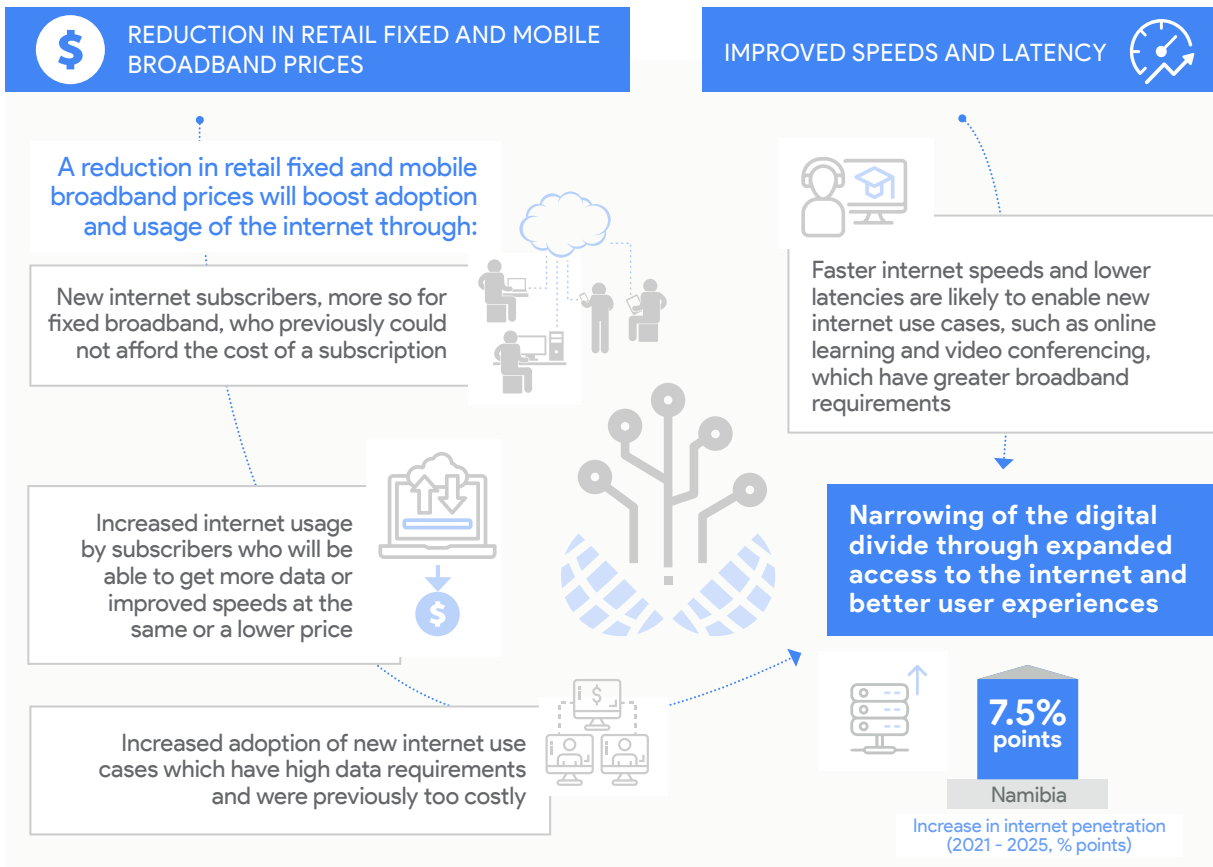 REDUCTION IN RETAIL FIXED AND MOBILE
BROADBAND PRICES
A reduction in retail fixed and mobile
broadband prices will boost adoption
and usage of the internet through:
New internet subscribers, more so for
fixed broadband, who previously could
not afford the cost of a subscription
Increased internet usage
by subscribers who will be
able to get more data or
improved speeds at the
same or a lower price
Increased adoption of new internet use
cases which have high data requirements
and were previously too costly
IMPROVED SPEEDS AND LATENCY
Faster internet speeds and lower
latencies are likely to enable new
internet use cases, such as online
learning and video conferencing,
which have greater broadband
requirements
Narrowing of the digital
divide through expanded
access to the internet and
better user experiences
7.5%
points
Namibia
Increase in internet penetration
(2021 - 2025, % points)